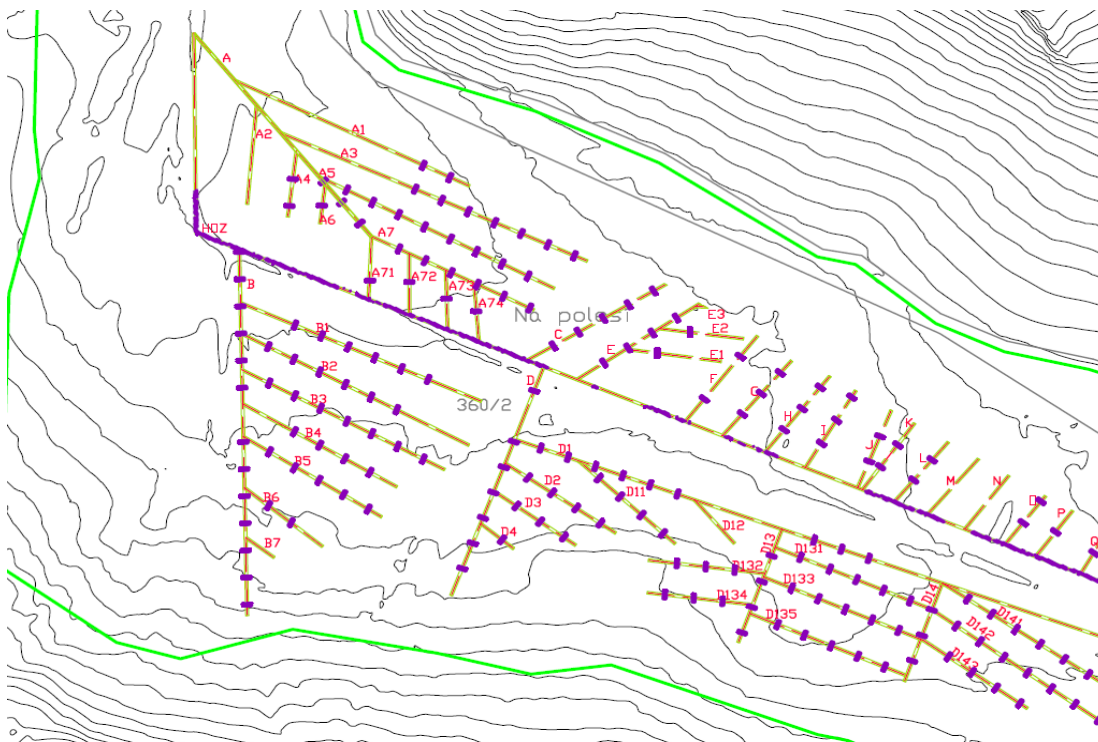 A
A1
A2
A3
A5
A4
A6
HOZ
A7
A71
A72
A73
A74
B
Na polesí
E3
B1
C
E2
E
E1
B2
F
D
G
B3
360/2
H
B4
I
K
J
D1
L
B5
D2
D11
M
N
B6
D3
D12
O
P
D4
B7
D13
D131
Q
D132
D133
D134
D14
D135
D141
D142
D143